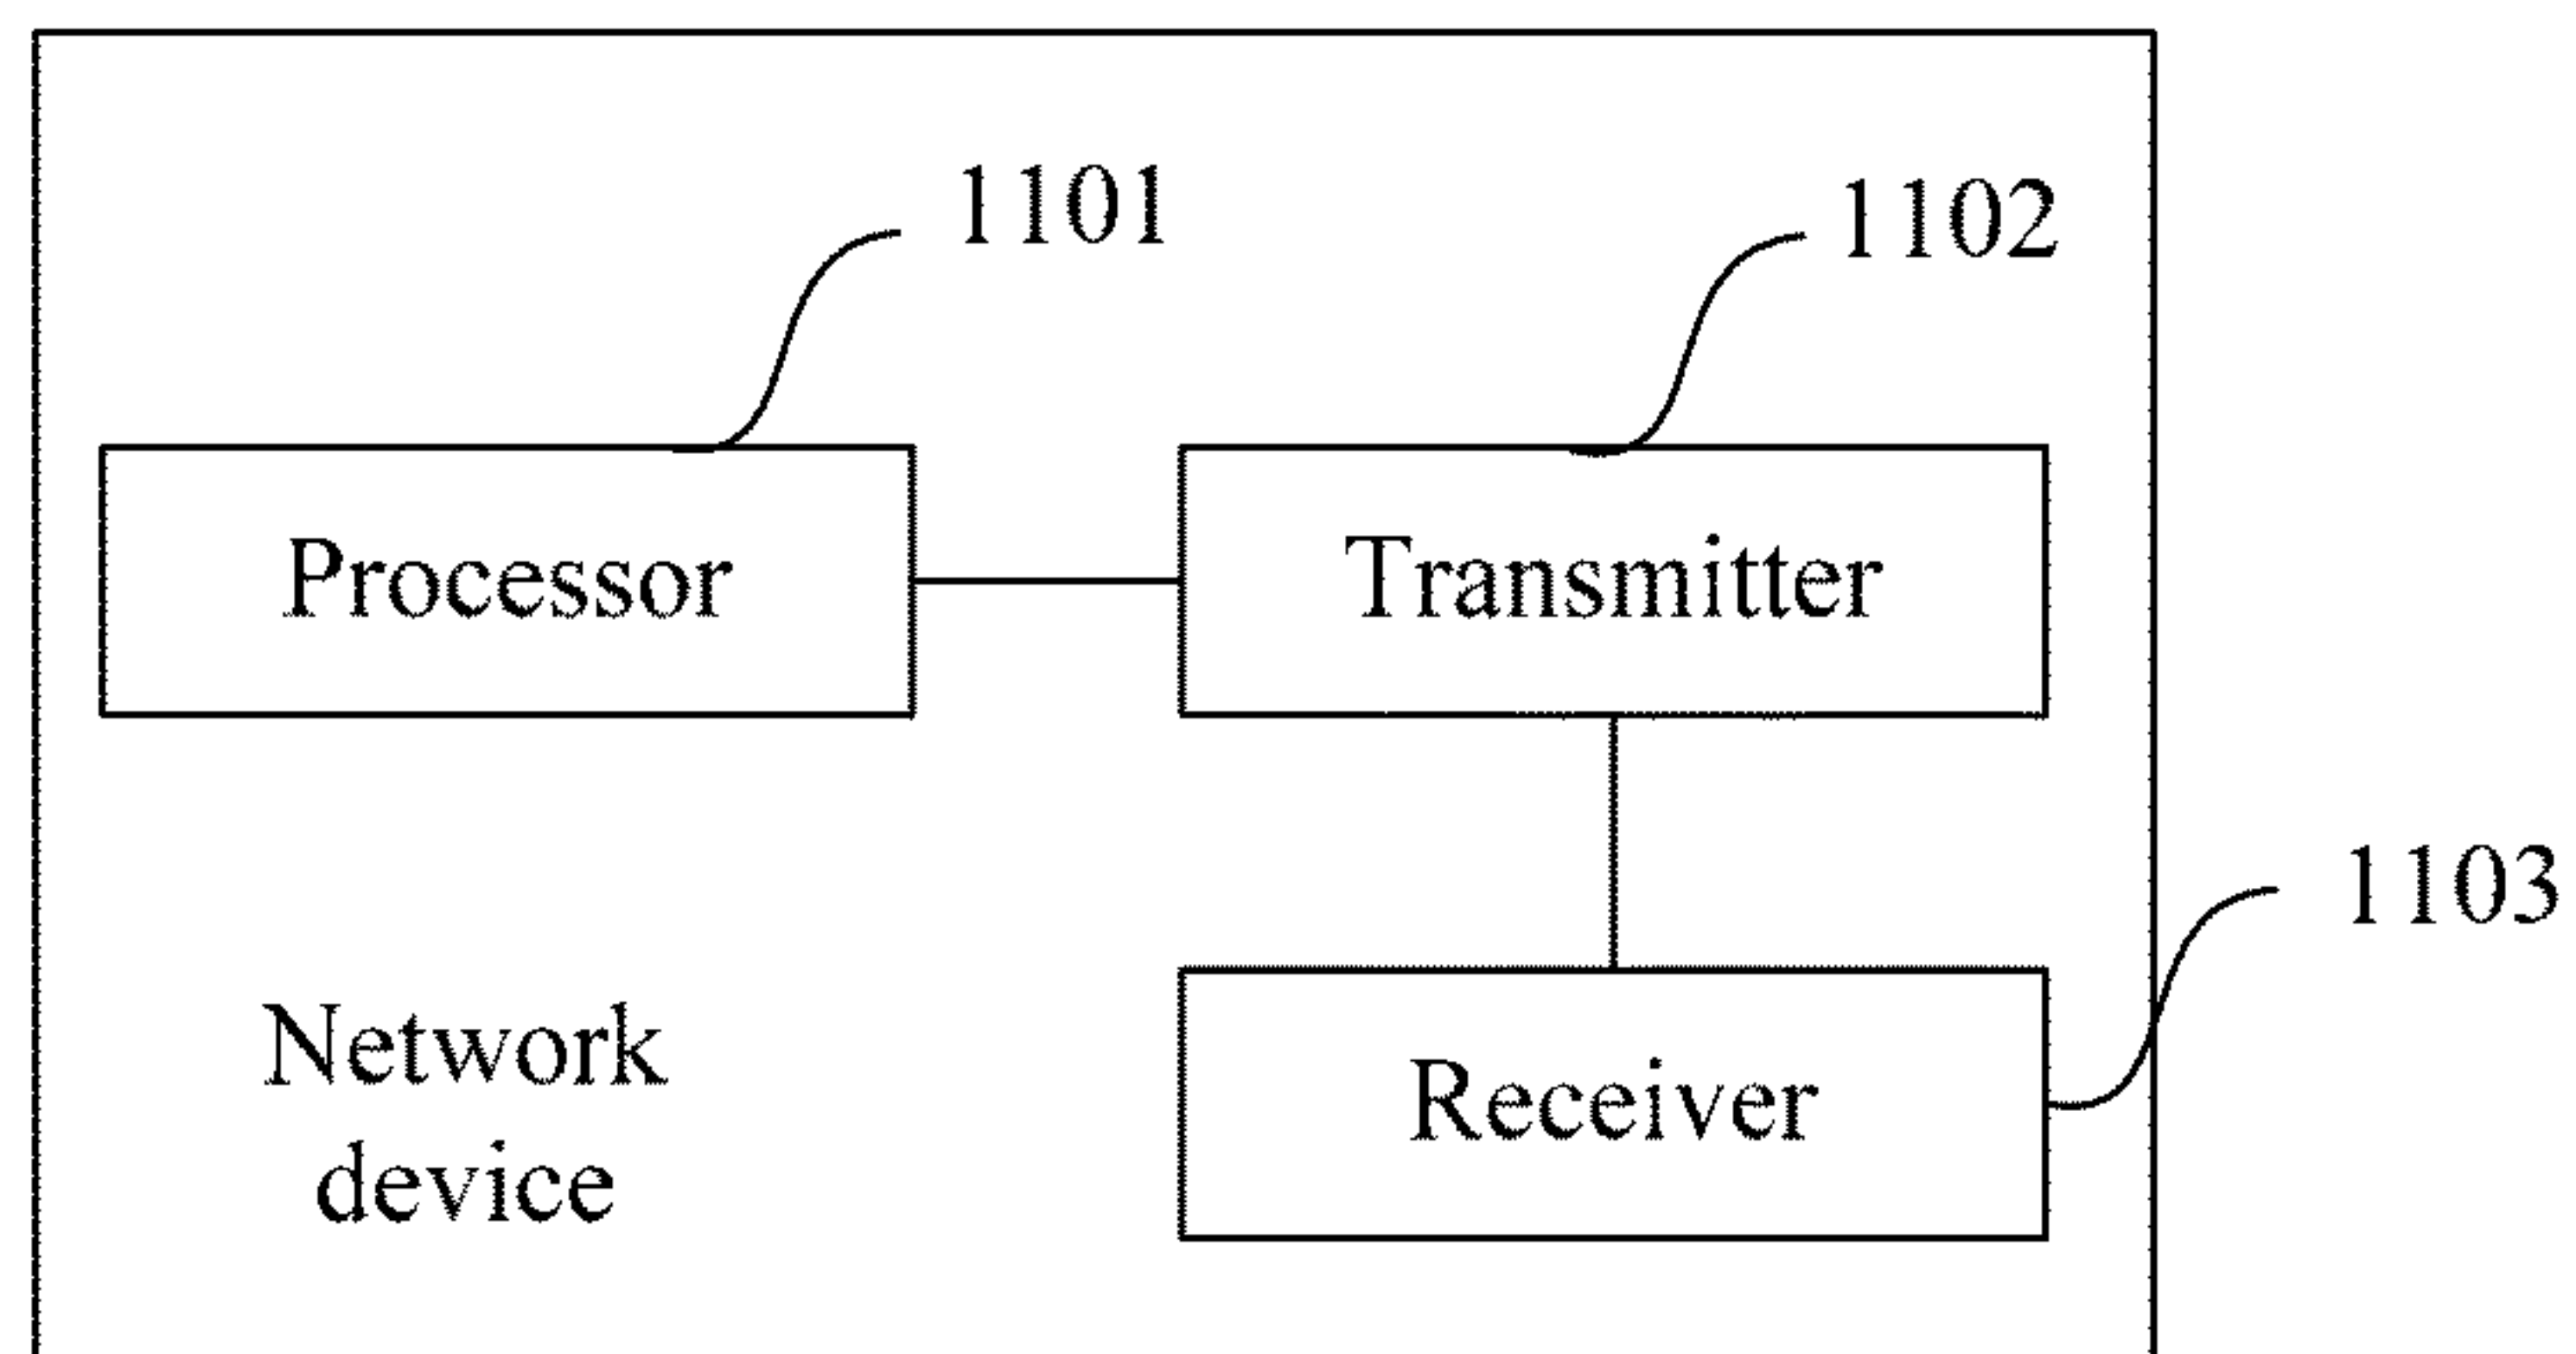 1101
1102
Processor
Transmitter
1103
Network
device
Receiver